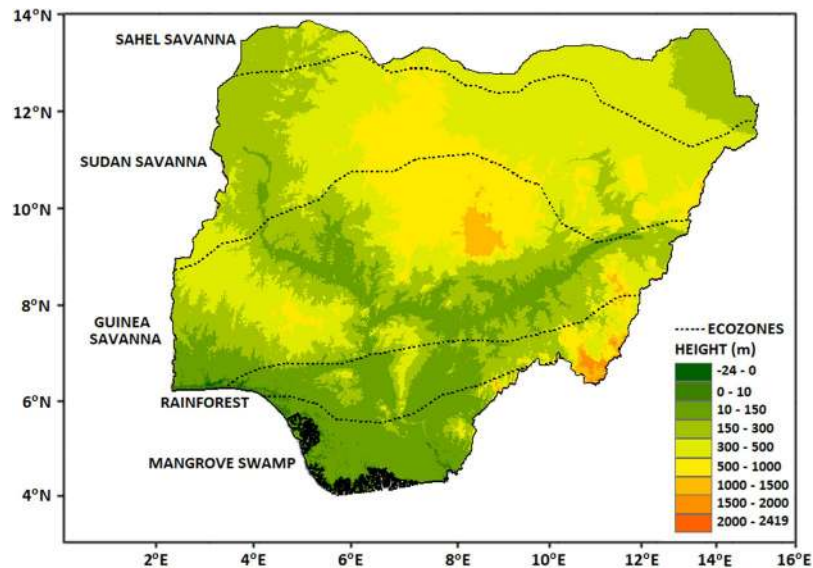 14°N
SAHEL SAVANNA
12°N
SUDAN SAVANNA
10°N
8°N
GUINEA
SAVANNA
6°N
RAINFOREST
MANGROVE SWAMP
4°N
ECOZONES
HEIGHT (m)
-24 - 0
0 - 10
10 - 150
150 - 300
300 - 500
500 - 1000
1000 - 1500
1500 - 2000
2000 - 2419
2°E 4°E 6°E 8°E 10°E 12°E 14°E 16°E